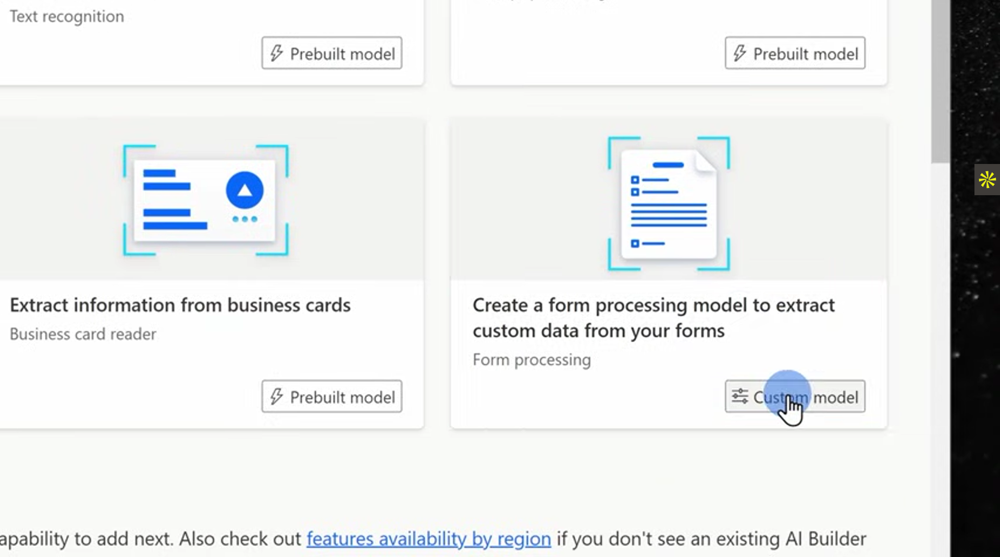 Text recognition
Prebuilt model
Prebuilt model
Extract information from business cards
Business card reader
Prebuilt model
Create a form processing model to extract
custom data from your forms
Form processing
Custom model
apability to add next. Also check out features availability by region if you don't see an existing AI Builder